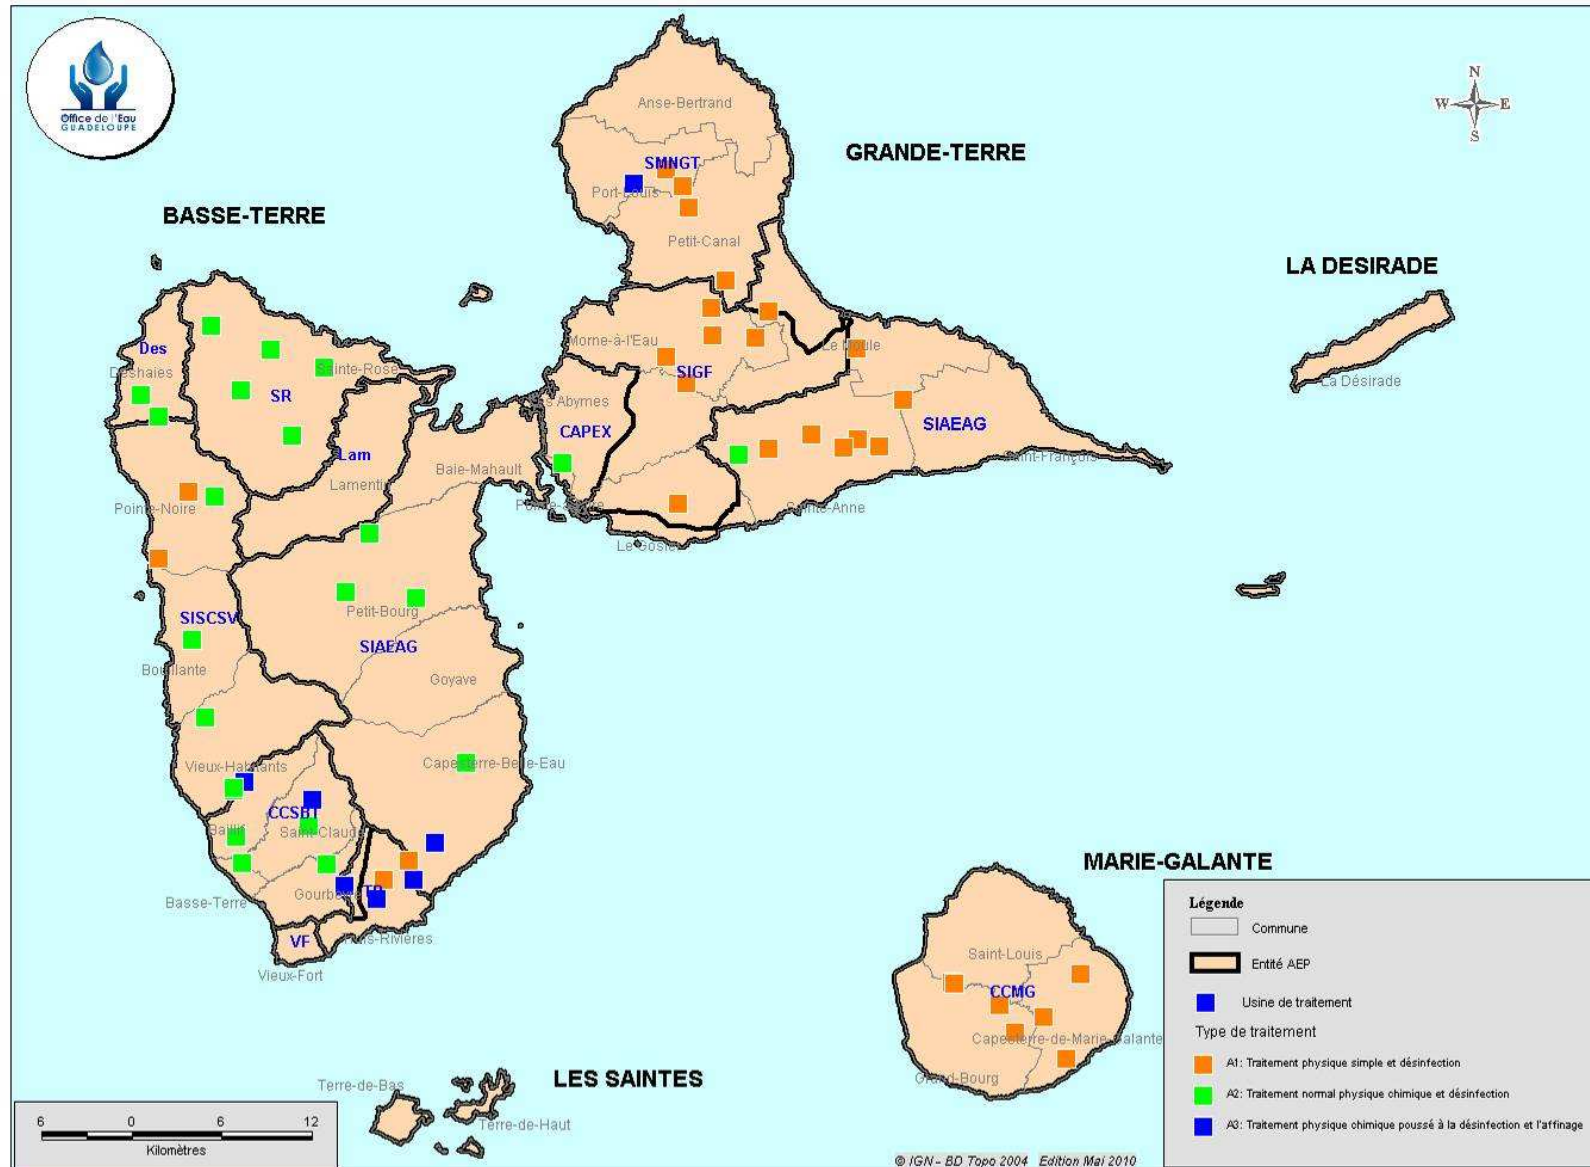 Office de l'Eau
GUADELOUPE
N
W
E
S
Anse-Bertrand
GRANDE-TERRE
SMNGT
Port-Louis
BASSE-TERRE
Petit-Canal
LA DESIRADE
Morne-à-l'Eau
Le Moule
Des
Deshaies
Sainte-Rose
SIGF
La Désirade
SR
Les Abymes
CAPEX
SIAEAG
Lam
Baie-Mahault
Saint-François
Lamentin
Pointe-Noire
Pointe-à-Pitre
Sainte-Anne
Le Gosier
Petit-Bourg
SISCSV
SIAEAG
Bouillante
Goyave
Vieux-Habitants
Capesterre-Belle-Eau
CCSBT
Baillif
Saint-Claude
MARIE-GALANTE
Gourbeyre
TR
Basse-Terre
VF
Trois-Rivières
Vieux-Fort
Saint-Louis
CCMG
Capesterre-de-Marie-Galante
Grand-Bourg
LES SAINTES
Terre-de-Bas
Terre-de-Haut
Légende
Commune
Entité AEP
Usine de traitement
Type de traitement
A1: Traitement physique simple et désinfection
A2: Traitement normal physique chimique et désinfection
A3: Traitement physique chimique poussé à la désinfection et l'affinage
6 0 6 12
Kilomètres
© IGN - BD Topo 2004 Edition Mai 2010